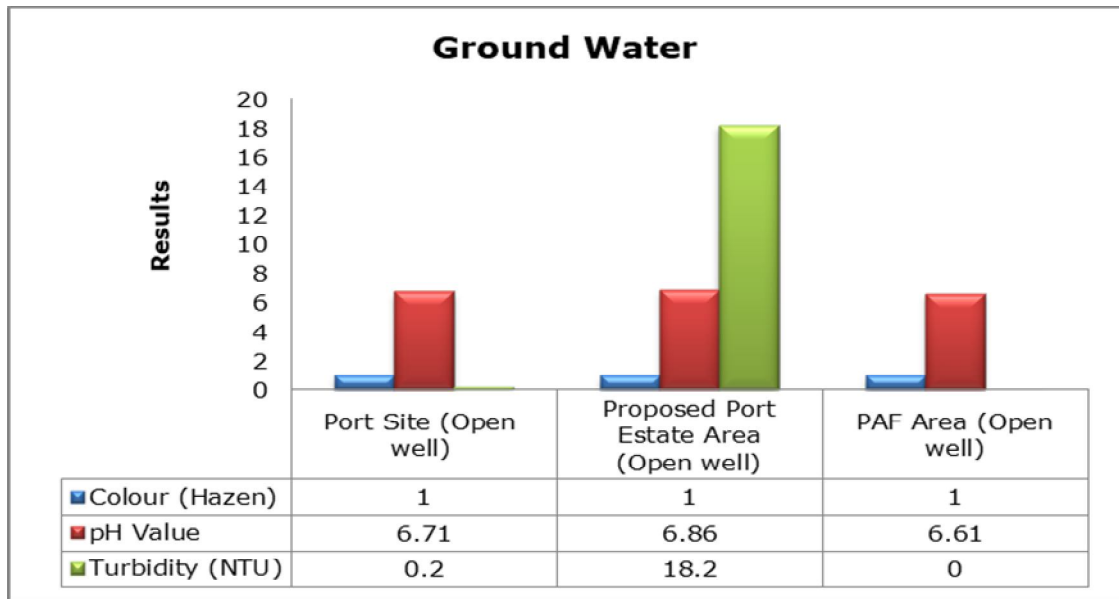 Ground Water
Results
20
18
16
14
12
10
8
6
4
2
0
Port Site (Open
well)
Proposed Port
Estate Area
(Open well)
PAF Area (Open
well)
Colour (Hazen) 1 1 1
pH Value 6.71 6.86 6.61
Turbidity (NTU) 0.2 18.2 0